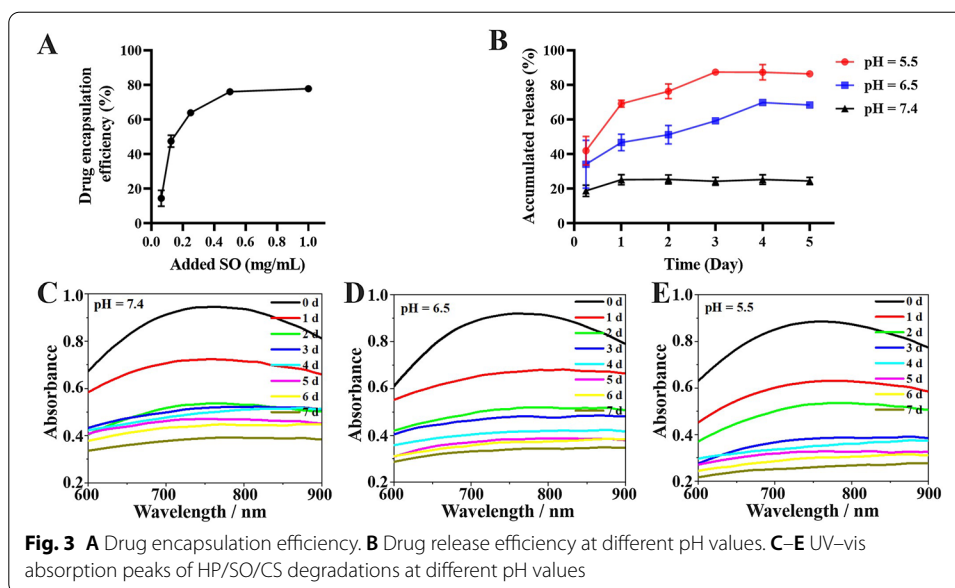 A
B
Drug encapsulation
efficiency (%)
100
80
60
40
20
0
0.0 0.2 0.4 0.6 0.8 1.0
Added SO (mg/mL)
Accumulated release (%)
100
80
60
40
20
0
0 1 2 3 4 5
Time (Day)
pH = 5.5
pH = 6.5
pH = 7.4
C
pH = 7.4
Absorbance
1.0
0.8
0.6
0.4
0.2
600 700 800 900
Wavelength / nm
0 d
1 d
2 d
3 d
4 d
5 d
6 d
7 d
D
pH = 6.5
Absorbance
1.0
0.8
0.6
0.4
0.2
600 700 800 900
Wavelength / nm
0 d
1 d
2 d
3 d
4 d
5 d
6 d
7 d
E
pH = 5.5
Absorbance
1.0
0.8
0.6
0.4
0.2
600 700 800 900
Wavelength / nm
0 d
1 d
2 d
3 d
4 d
5 d
6 d
7 d
Fig. 3 A Drug encapsulation efficiency. B Drug release efficiency at different pH values. C–E UV–vis
absorption peaks of HP/SO/CS degradations at different pH values